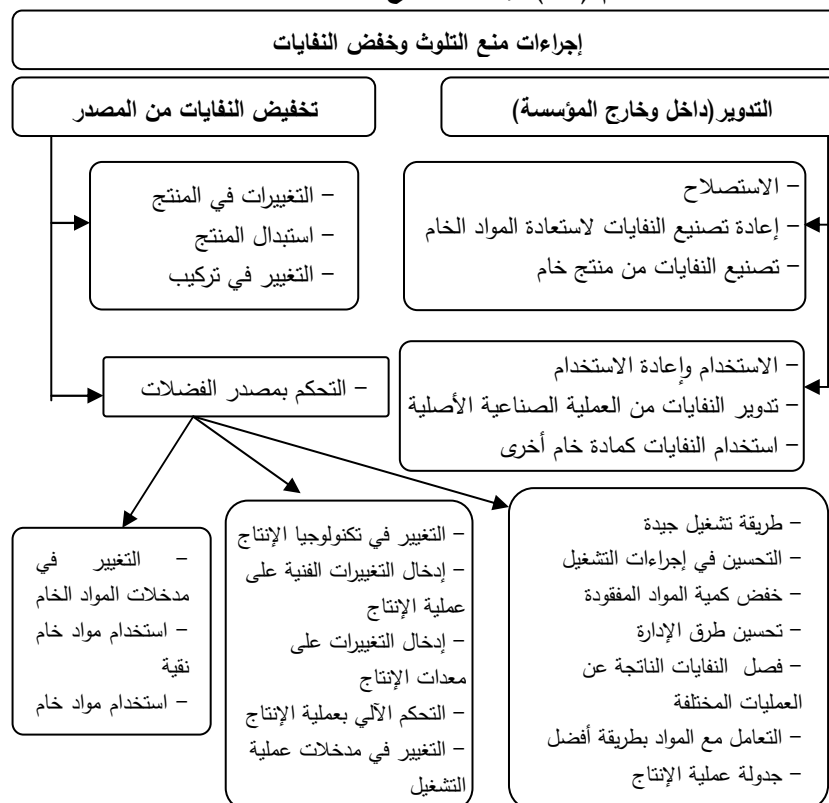 إجراءات منع التلوث وخفض النفايات
التدوير(داخل وخارج المؤسسة)
تخفيض النفايات من المصدر
– الاستصلاح
– إعادة تصنيع النفايات لاستعادة المواد الخام
– تصنيع النفايات من منتج خام
– التغييرات في المنتج
– استبدال المنتج
– التغيير في تركيب
– الاستخدام وإعادة الاستخدام
– تدوير النفايات من العملية الصناعية الأصلية
– استخدام النفايات كمادة خام أخرى
– التحكم بمصدر الفضلات
– طريقة تشغيل جيدة
– التحسين في إجراءات التشغيل
– خفض كمية المواد المفقودة
– تحسين طرق الإدارة
– فصل النفايات الناتجة عن
العمليات المختلفة
– التعامل مع المواد بطريقة أفضل
– جدولة عملية الإنتاج
– التغيير في تكنولوجيا الإنتاج
– إدخال التغييرات الفنية على
عملية الإنتاج
– إدخال التغييرات على
معدات الإنتاج
– التحكم الآلي بعملية الإنتاج
– التغيير في مدخلات عملية
التشغيل
– التغيير في
مدخلات المواد الخام
– استخدام مواد خام
نقية
– استخدام مواد خام